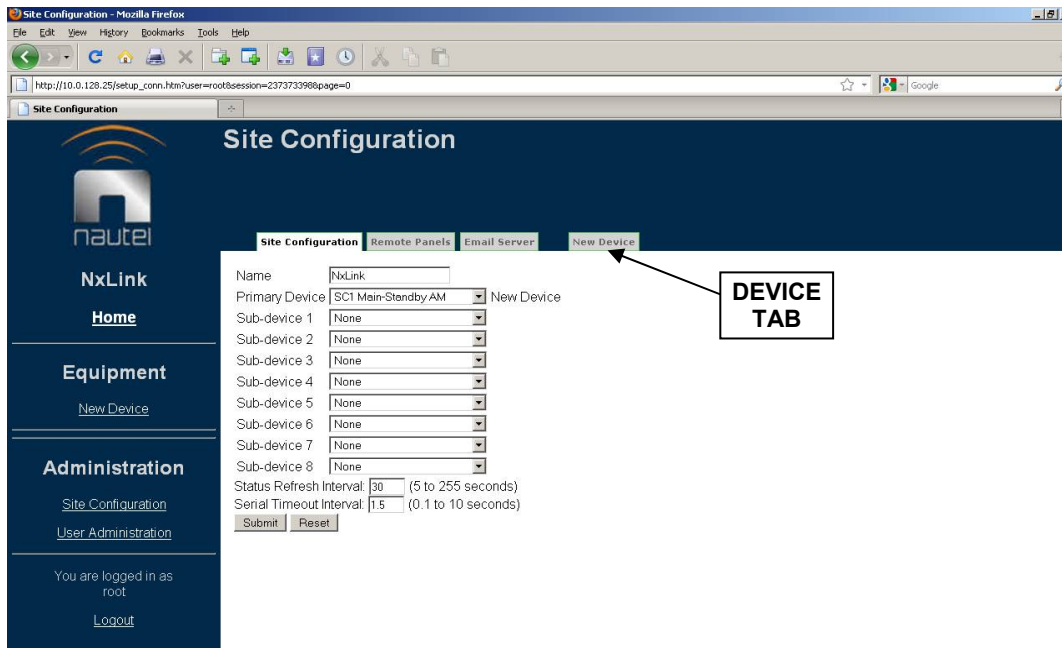 Site Configuration - Mozilla Firefox
File Edit View History Bookmarks Tools Help
http://10.0.128.25/setup_conn.htm?user=root&session=237373398&page=0
Google
Site Configuration
Site Configuration
nautel
Site Configuration Remote Panels Email Server New Device
NxLink
Home
Equipment
New Device
Administration
Site Configuration
User Administration
You are logged in as
root
Logout
Name NxLink
Primary Device SC1 Main-Standby AM New Device
Sub-device 1 None
Sub-device 2 None
Sub-device 3 None
Sub-device 4 None
Sub-device 5 None
Sub-device 6 None
Sub-device 7 None
Sub-device 8 None
Status Refresh Interval: 30 (5 to 255 seconds)
Serial Timeout Interval: 1.5 (0.1 to 10 seconds)
Submit Reset
DEVICE
TAB